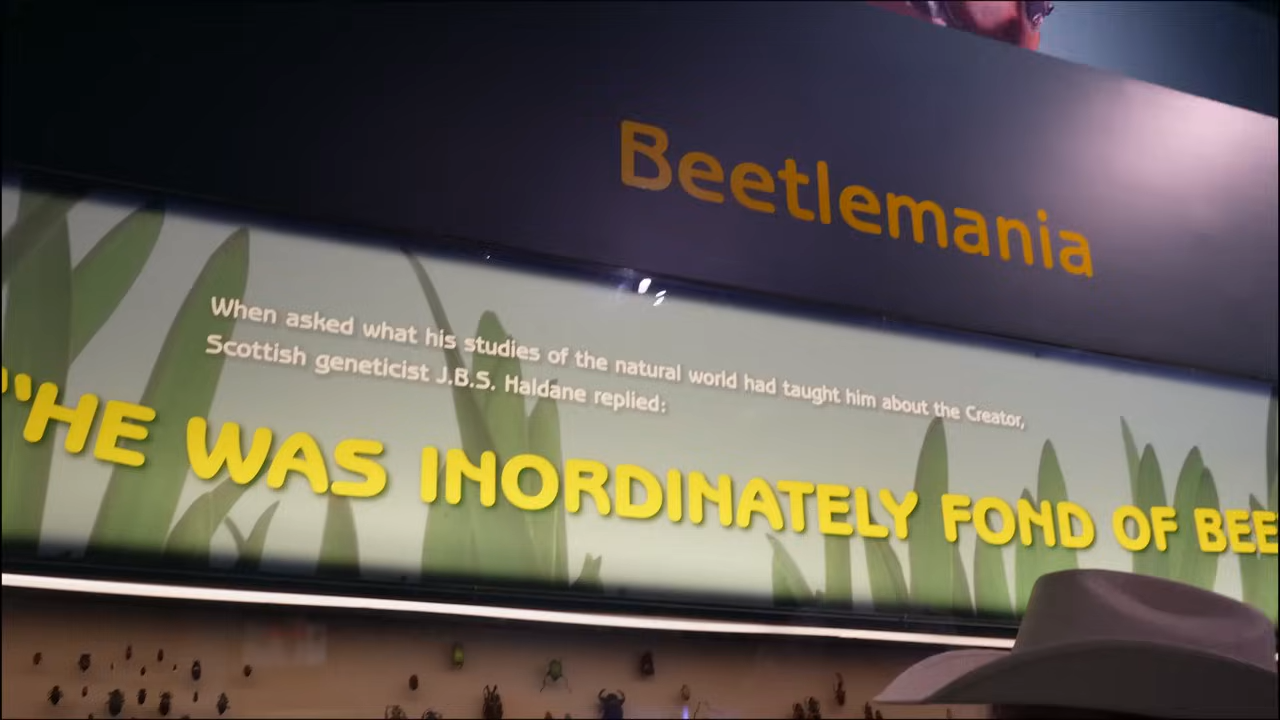 Beetlemania
When asked what his studies of the natural world had taught him about the Creator,
Scottish geneticist J.B.S. Haldane replied:
"HE WAS INORDINATELY FOND OF BEE